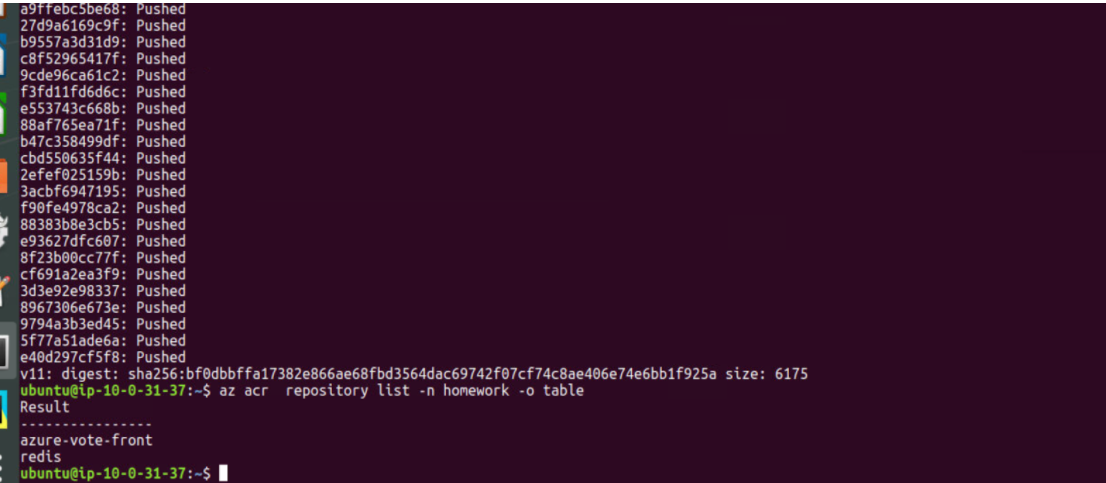 a9ffebc5be68: Pushed
27d9a6169c9f: Pushed
b9557a3d31d9: Pushed
c8f52965417f: Pushed
9cde96ca61c2: Pushed
f3fd11fd6d6c: Pushed
e553743c668b: Pushed
88af765ea71f: Pushed
b47c358499df: Pushed
cbd550635f44: Pushed
2efef025159b: Pushed
3acbf6947195: Pushed
f90fe4978ca2: Pushed
88383b8e3cb5: Pushed
e93627dfc607: Pushed
8f23b00cc77f: Pushed
cf691a2ea3f9: Pushed
3d3e92e98337: Pushed
8967306e673e: Pushed
9794a3b3ed45: Pushed
5f77a51ade6a: Pushed
e40d297cf5f8: Pushed
v11: digest: sha256:bf0dbbffa17382e866ae68fbd3564dac69742f07cf74c8ae406e74e6bb1f925a size: 6175
ubuntu@ip-10-0-31-37:~$ az acr  repository list -n homework -o table
Result
----------------
azure-vote-front
redis
ubuntu@ip-10-0-31-37:~$